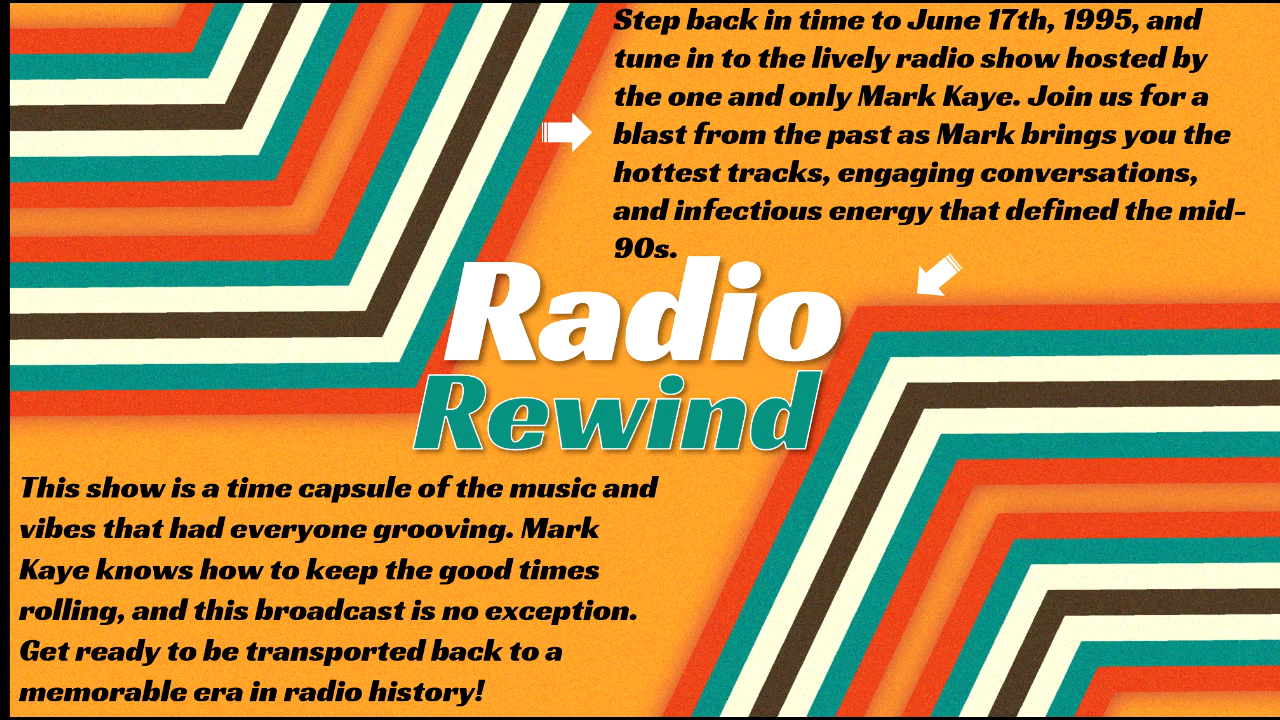 Step back in time to June 17th, 1995, and
tune in to the lively radio show hosted by
the one and only Mark Kaye. Join us for a
blast from the past as Mark brings you the
hottest tracks, engaging conversations,
and infectious energy that defined the mid-
90s.
Radio
Rewind
This show is a time capsule of the music and
vibes that had everyone grooving. Mark
Kaye knows how to keep the good times
rolling, and this broadcast is no exception.
Get ready to be transported back to a
memorable era in radio history!